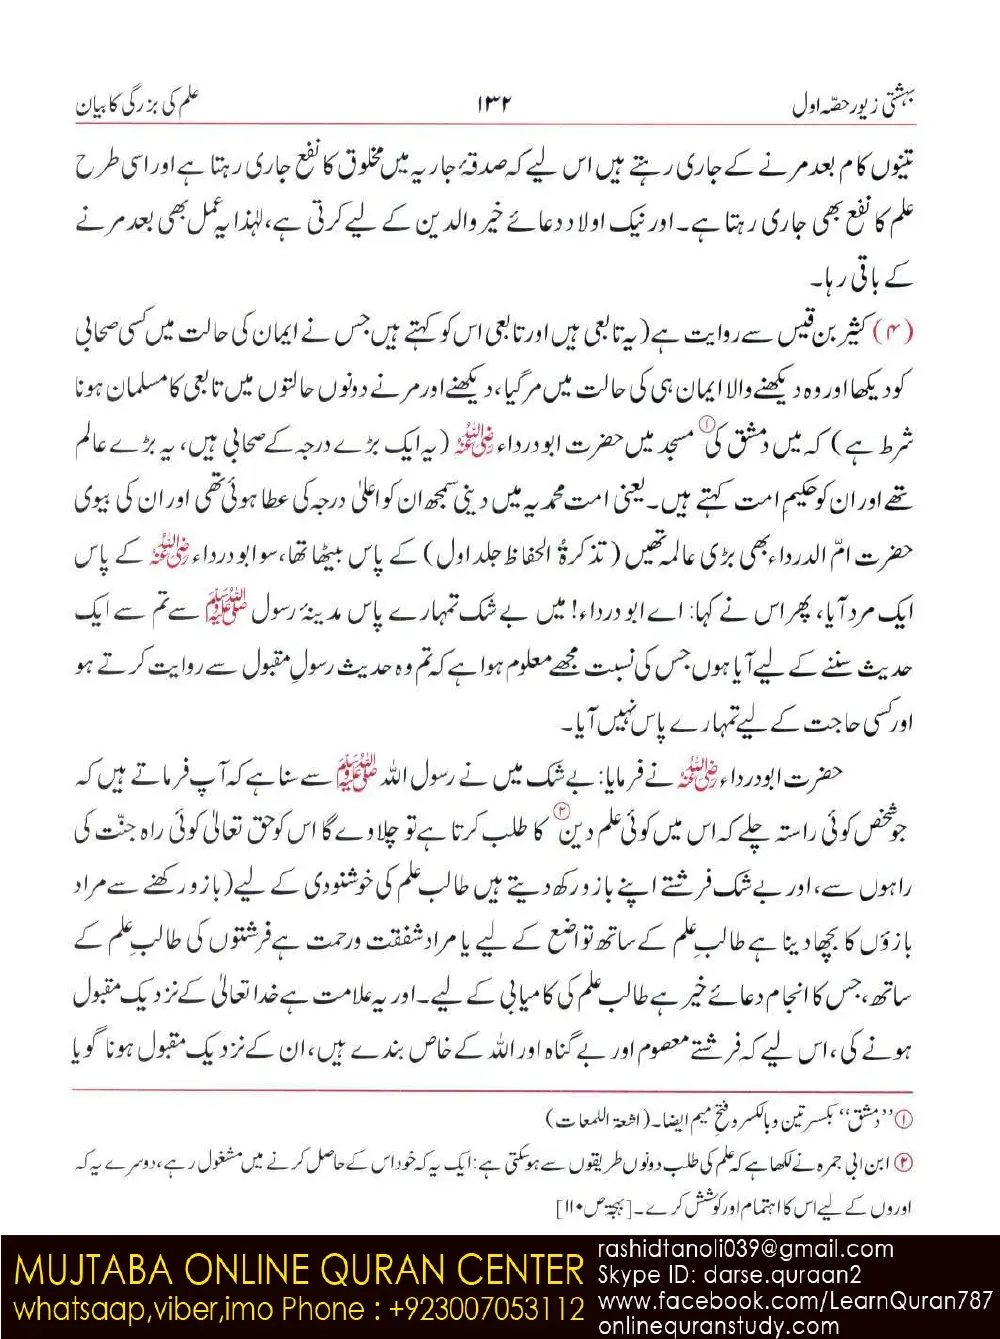 بہشتی زیور حصّہ اول ۱۳۲ علم کی بزرگی کا بیان
تینوں کام بعد مرنے کے جاری رہتے ہیں اس لیے کہ صدقۂ جاریہ میں مخلوق کا نفع جاری رہتا ہے اور اسی طرح
علم کا نفع بھی جاری رہتا ہے۔ اور نیک اولاد دعائے خیر والدین کے لیے کرتی ہے، لہٰذا یہ عمل بھی بعد مرنے
کے باقی رہا۔
(۴) کثیر بن قیس سے روایت ہے (یہ تابعی ہیں اور تابعی اس کو کہتے ہیں جس نے ایمان کی حالت میں کسی صحابی
کو دیکھا اور وہ دیکھنے والا ایمان ہی کی حالت میں مر گیا، دیکھنے اور مرنے دونوں حالتوں میں تابعی کا مسلمان ہونا
شرط ہے) کہ میں دمشق کی ① مسجد میں حضرت ابو درداء رضی اللہ عنہ (یہ ایک بڑے درجہ کے صحابی ہیں، یہ بڑے عالم
تھے اور ان کو حکیمِ امت کہتے ہیں۔ یعنی امت محمدیہ میں دینی سمجھ ان کو اعلیٰ درجہ کی عطا ہوئی تھی اور ان کی بیوی
حضرت امّ الدرداء بھی بڑی عالمہ تھیں (تذکرۃُ الحفاظ جلد اول) کے پاس بیٹھا تھا، سو ابو درداء رضی اللہ عنہ کے پاس
ایک مرد آیا، پھر اس نے کہا: اے ابو درداء! میں بے شک تمہارے پاس مدینۂ رسول ﷺ سے تم سے ایک
حدیث سننے کے لیے آیا ہوں جس کی نسبت مجھے معلوم ہوا ہے کہ تم وہ حدیث رسولِ مقبول سے روایت کرتے ہو
اور کسی حاجت کے لیے تمہارے پاس نہیں آیا۔
حضرت ابو درداء رضی اللہ عنہ نے فرمایا: بے شک میں نے رسول اللہ ﷺ سے سنا ہے کہ آپ فرماتے ہیں کہ
جو شخص کوئی راستہ چلے کہ اس میں کوئی علم دین ② کا طلب کرتا ہے تو چلاوے گا اس کو حق تعالیٰ کوئی راہ جنّت کی
راہوں سے، اور بے شک فرشتے اپنے بازو رکھ دیتے ہیں طالب علم کی خوشنودی کے لیے (بازو رکھنے سے مراد
بازؤں کا بچھا دینا ہے طالبِ علم کے ساتھ تواضع کے لیے یا مراد شفقت و رحمت ہے فرشتوں کی طالبِ علم کے
ساتھ، جس کا انجام دعائے خیر ہے طالب علم کی کامیابی کے لیے۔ اور یہ علامت ہے خدا تعالیٰ کے نزدیک مقبول
ہونے کی، اس لیے کہ فرشتے معصوم اور بے گناہ اور اللہ کے خاص بندے ہیں، ان کے نزدیک مقبول ہونا گویا
① ’’دمشق‘‘ بکسرتین وبالکسر و فتح میم ایضا۔ (اشعۃ اللمعات)
② ابن ابی جمرہ نے لکھا ہے کہ علم کی طلب دونوں طریقوں سے ہو سکتی ہے: ایک یہ کہ خود اس کے حاصل کرنے میں مشغول رہے، دوسرے یہ کہ
اوروں کے لیے اس کا اہتمام اور کوشش کرے۔ [بہجۃ ص ۱۱۰]
MUJTABA ONLINE QURAN CENTER
whatsaap,viber,imo Phone : +923007053112
rashidtanoli039@gmail.com
Skype ID: darse.quraan2
www.facebook.com/LearnQuran787
onlinequranstudy.com